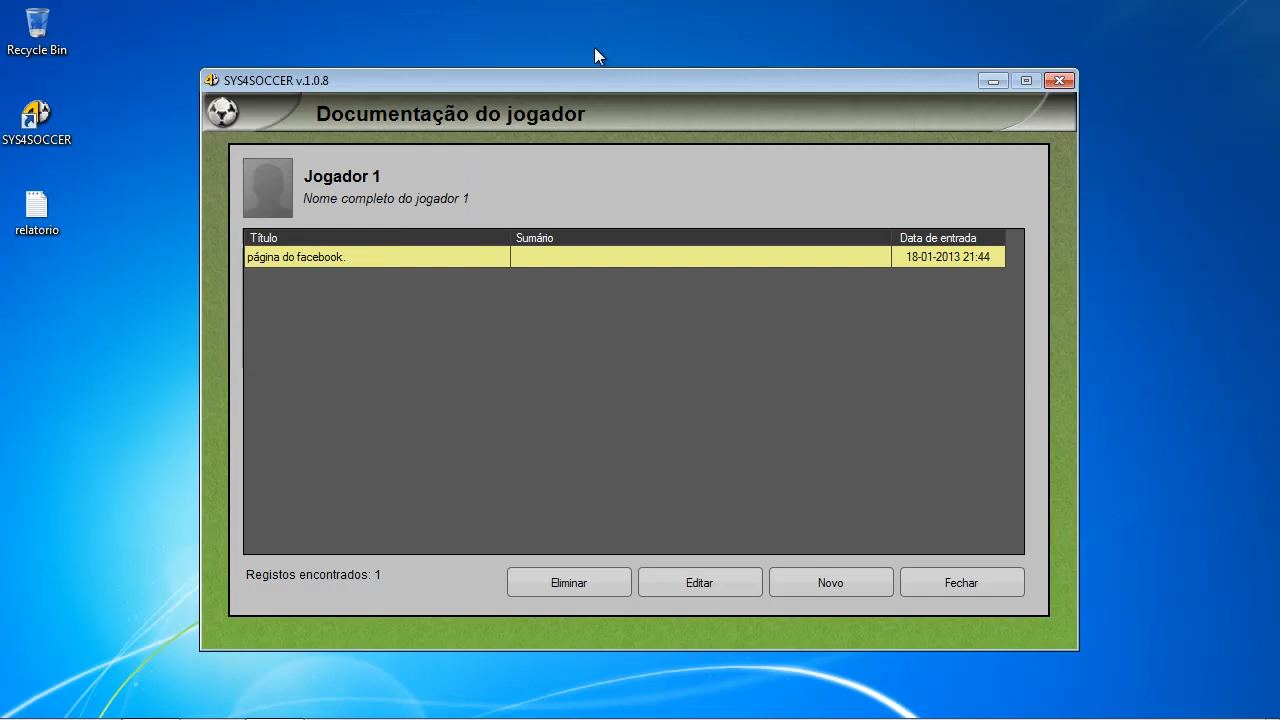 Recycle Bin
SYS4SOCCER
relatorio
SYS4SOCCER v.1.0.8
Documentação do jogador
Jogador 1
Nome completo do jogador 1
Título Sumário Data de entrada
página do facebook. 18-01-2013 21:44
Registos encontrados: 1
Eliminar Editar Novo Fechar